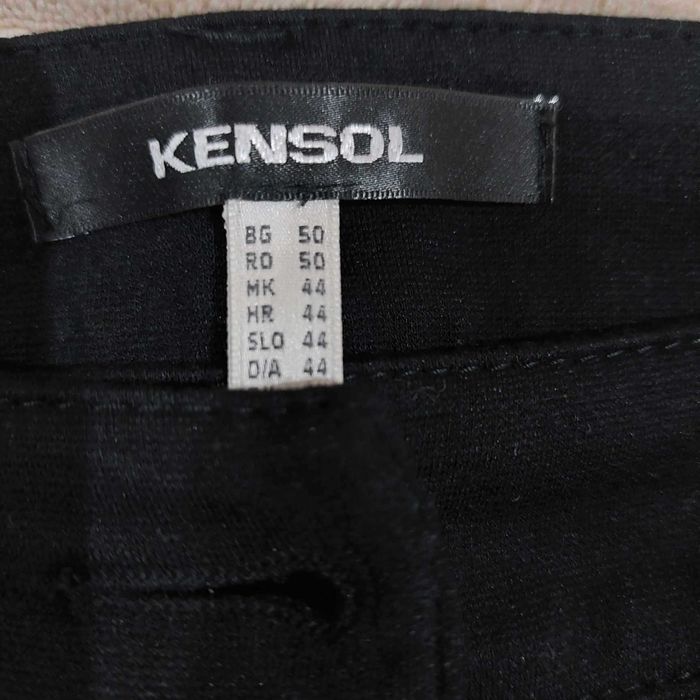 KENSOL
BG 50
RO 50
MK 44
HR 44
SLO 44
D/A 44